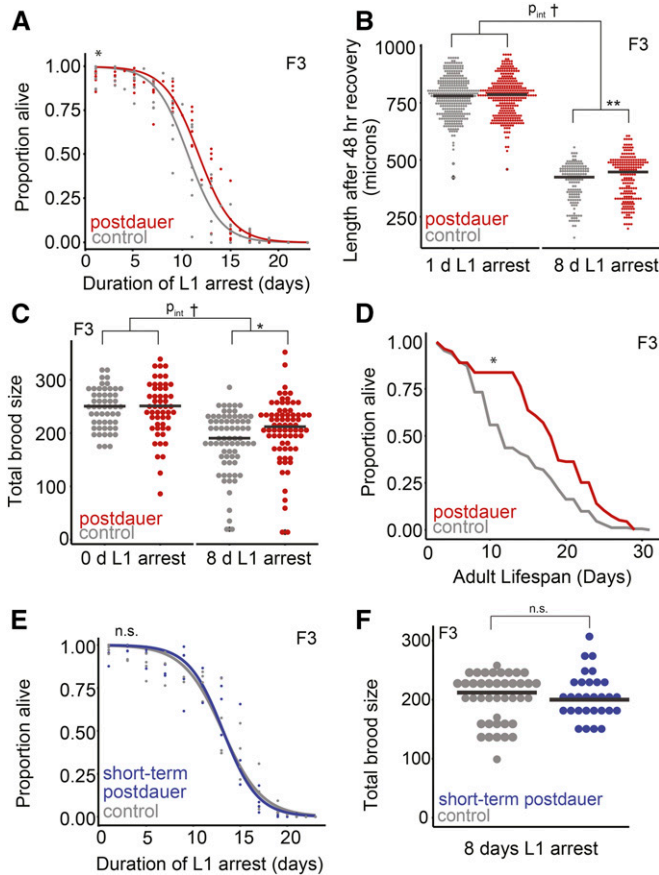 A
F3
*
1.00
0.75
0.50
0.25
0.00
Proportion alive
postdauer
control
0
5
10
15
20
Duration of L1 arrest (days)
B
p int †
F3
1000
750
500
250
**
Length after 48 hr recovery
(microns)
1 d L1 arrest
8 d L1 arrest
postdauer
control
C
p int †
F3
*
300
200
100
0
Total brood size
postdauer
control
0 d L1 arrest
8 d L1 arrest
D
F3
*
1.00
0.75
0.50
0.25
0.00
Proportion alive
postdauer
control
0
10
20
30
Adult Lifespan (Days)
E
n.s.
F3
1.00
0.75
0.50
0.25
0.00
Proportion alive
short-term
postdauer
control
0
5
10
15
20
Duration of L1 arrest (days)
F
n.s.
F3
300
200
100
0
Total brood size
short-term postdauer
control
8 days L1 arrest